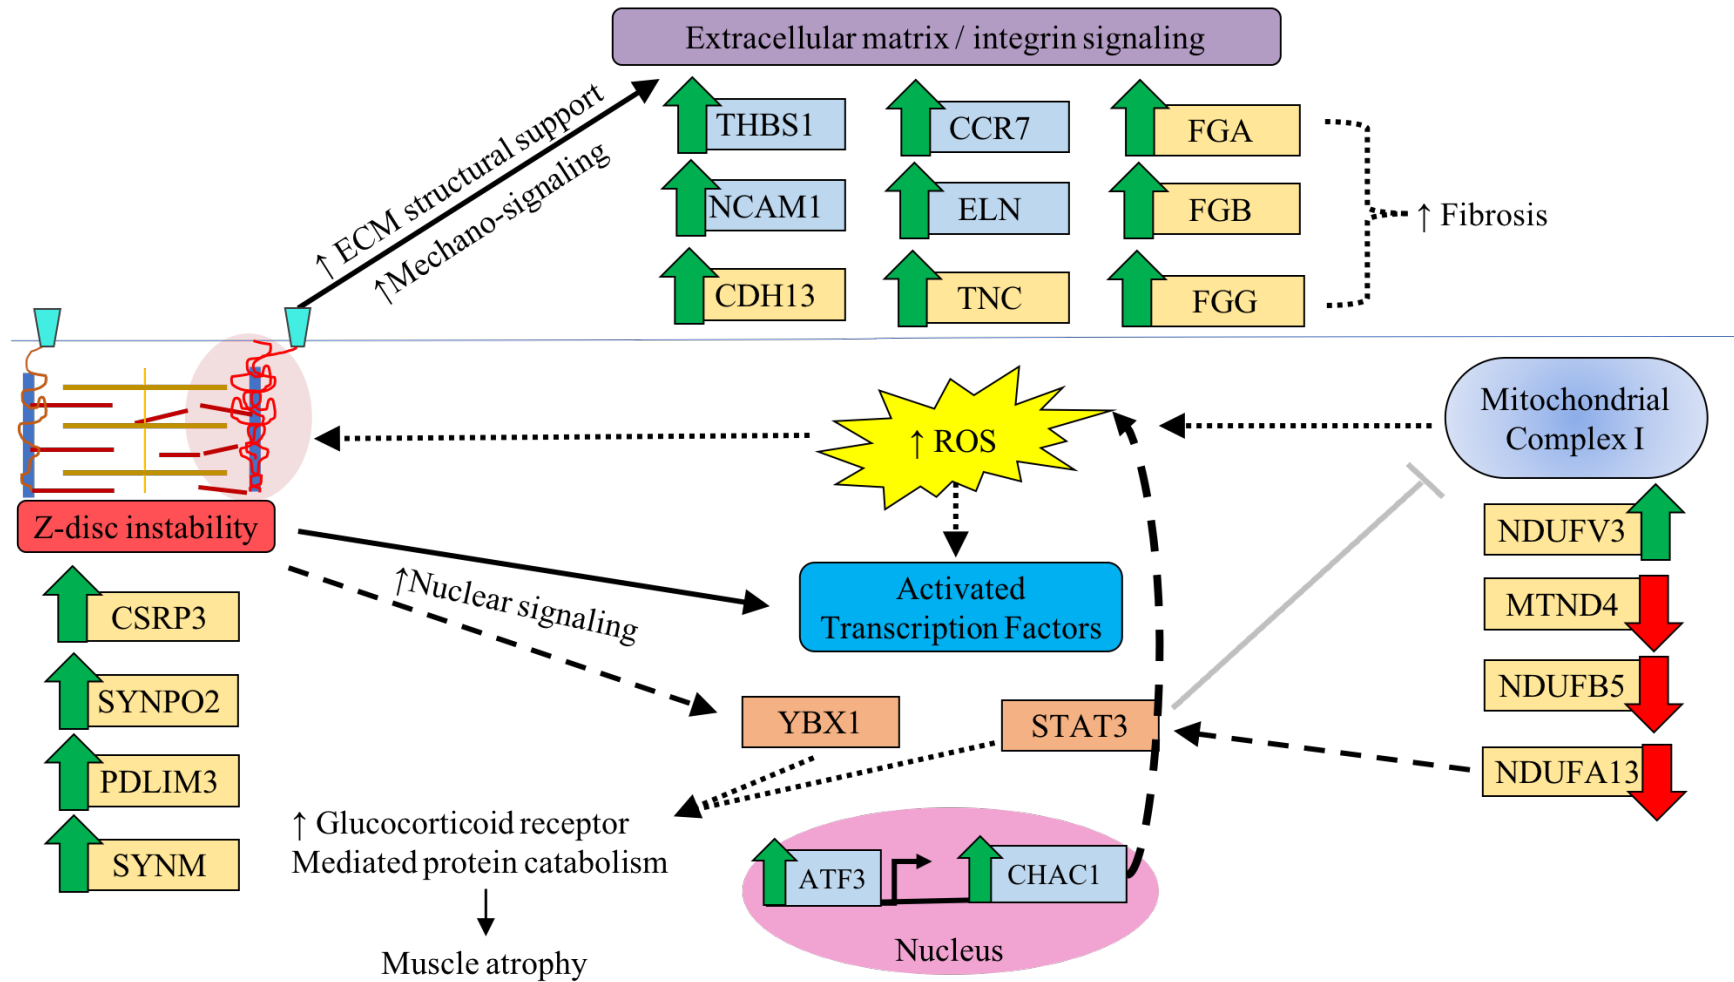 Extracellular matrix / integrin signaling
↑ ECM structural support
↑Mechano-signaling
THBS1
CCR7
FGA
NCAM1
ELN
FGB
↑ Fibrosis
CDH13
TNC
FGG
Mitochondrial
Complex I
↑ ROS
Z-disc instability
NDUFV3
↑Nuclear signaling
Activated
Transcription Factors
CSRP3
MTND4
SYNPO2
NDUFB5
YBX1
STAT3
PDLIM3
NDUFA13
↑ Glucocorticoid receptor
Mediated protein catabolism
SYNM
ATF3
CHAC1
Nucleus
Muscle atrophy